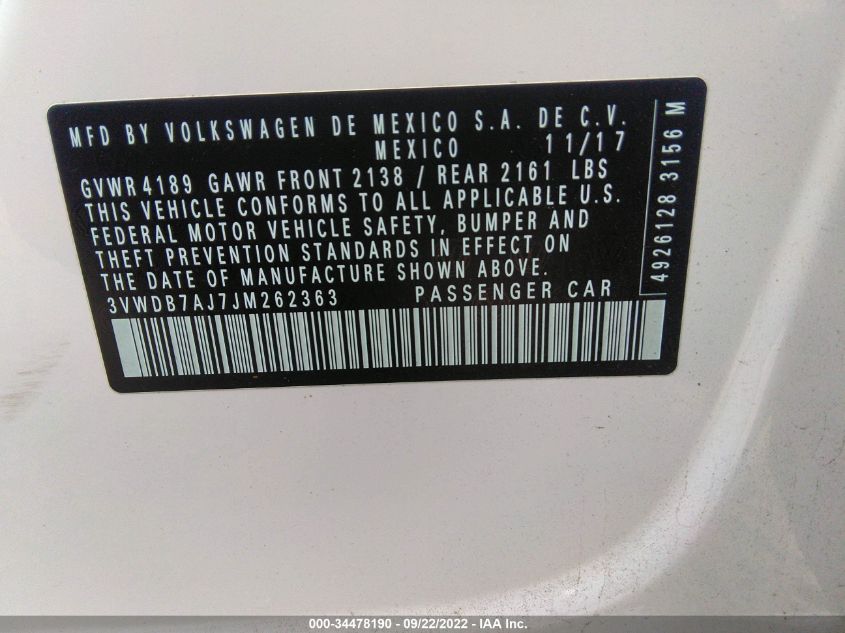 MFD BY VOLKSWAGEN DE MEXICO S.A. DE C.V.
MEXICO 11/17
GVWR 4189 GAWR FRONT 2138 / REAR 2161 LBS
THIS VEHICLE CONFORMS TO ALL APPLICABLE U.S.
FEDERAL MOTOR VEHICLE SAFETY, BUMPER AND
THEFT PREVENTION STANDARDS IN EFFECT ON
THE DATE OF MANUFACTURE SHOWN ABOVE.
3VWDB7AJ7JM262363 PASSENGER CAR
4926128 3156 M
000-34478190 - 09/22/2022 - IAA Inc.